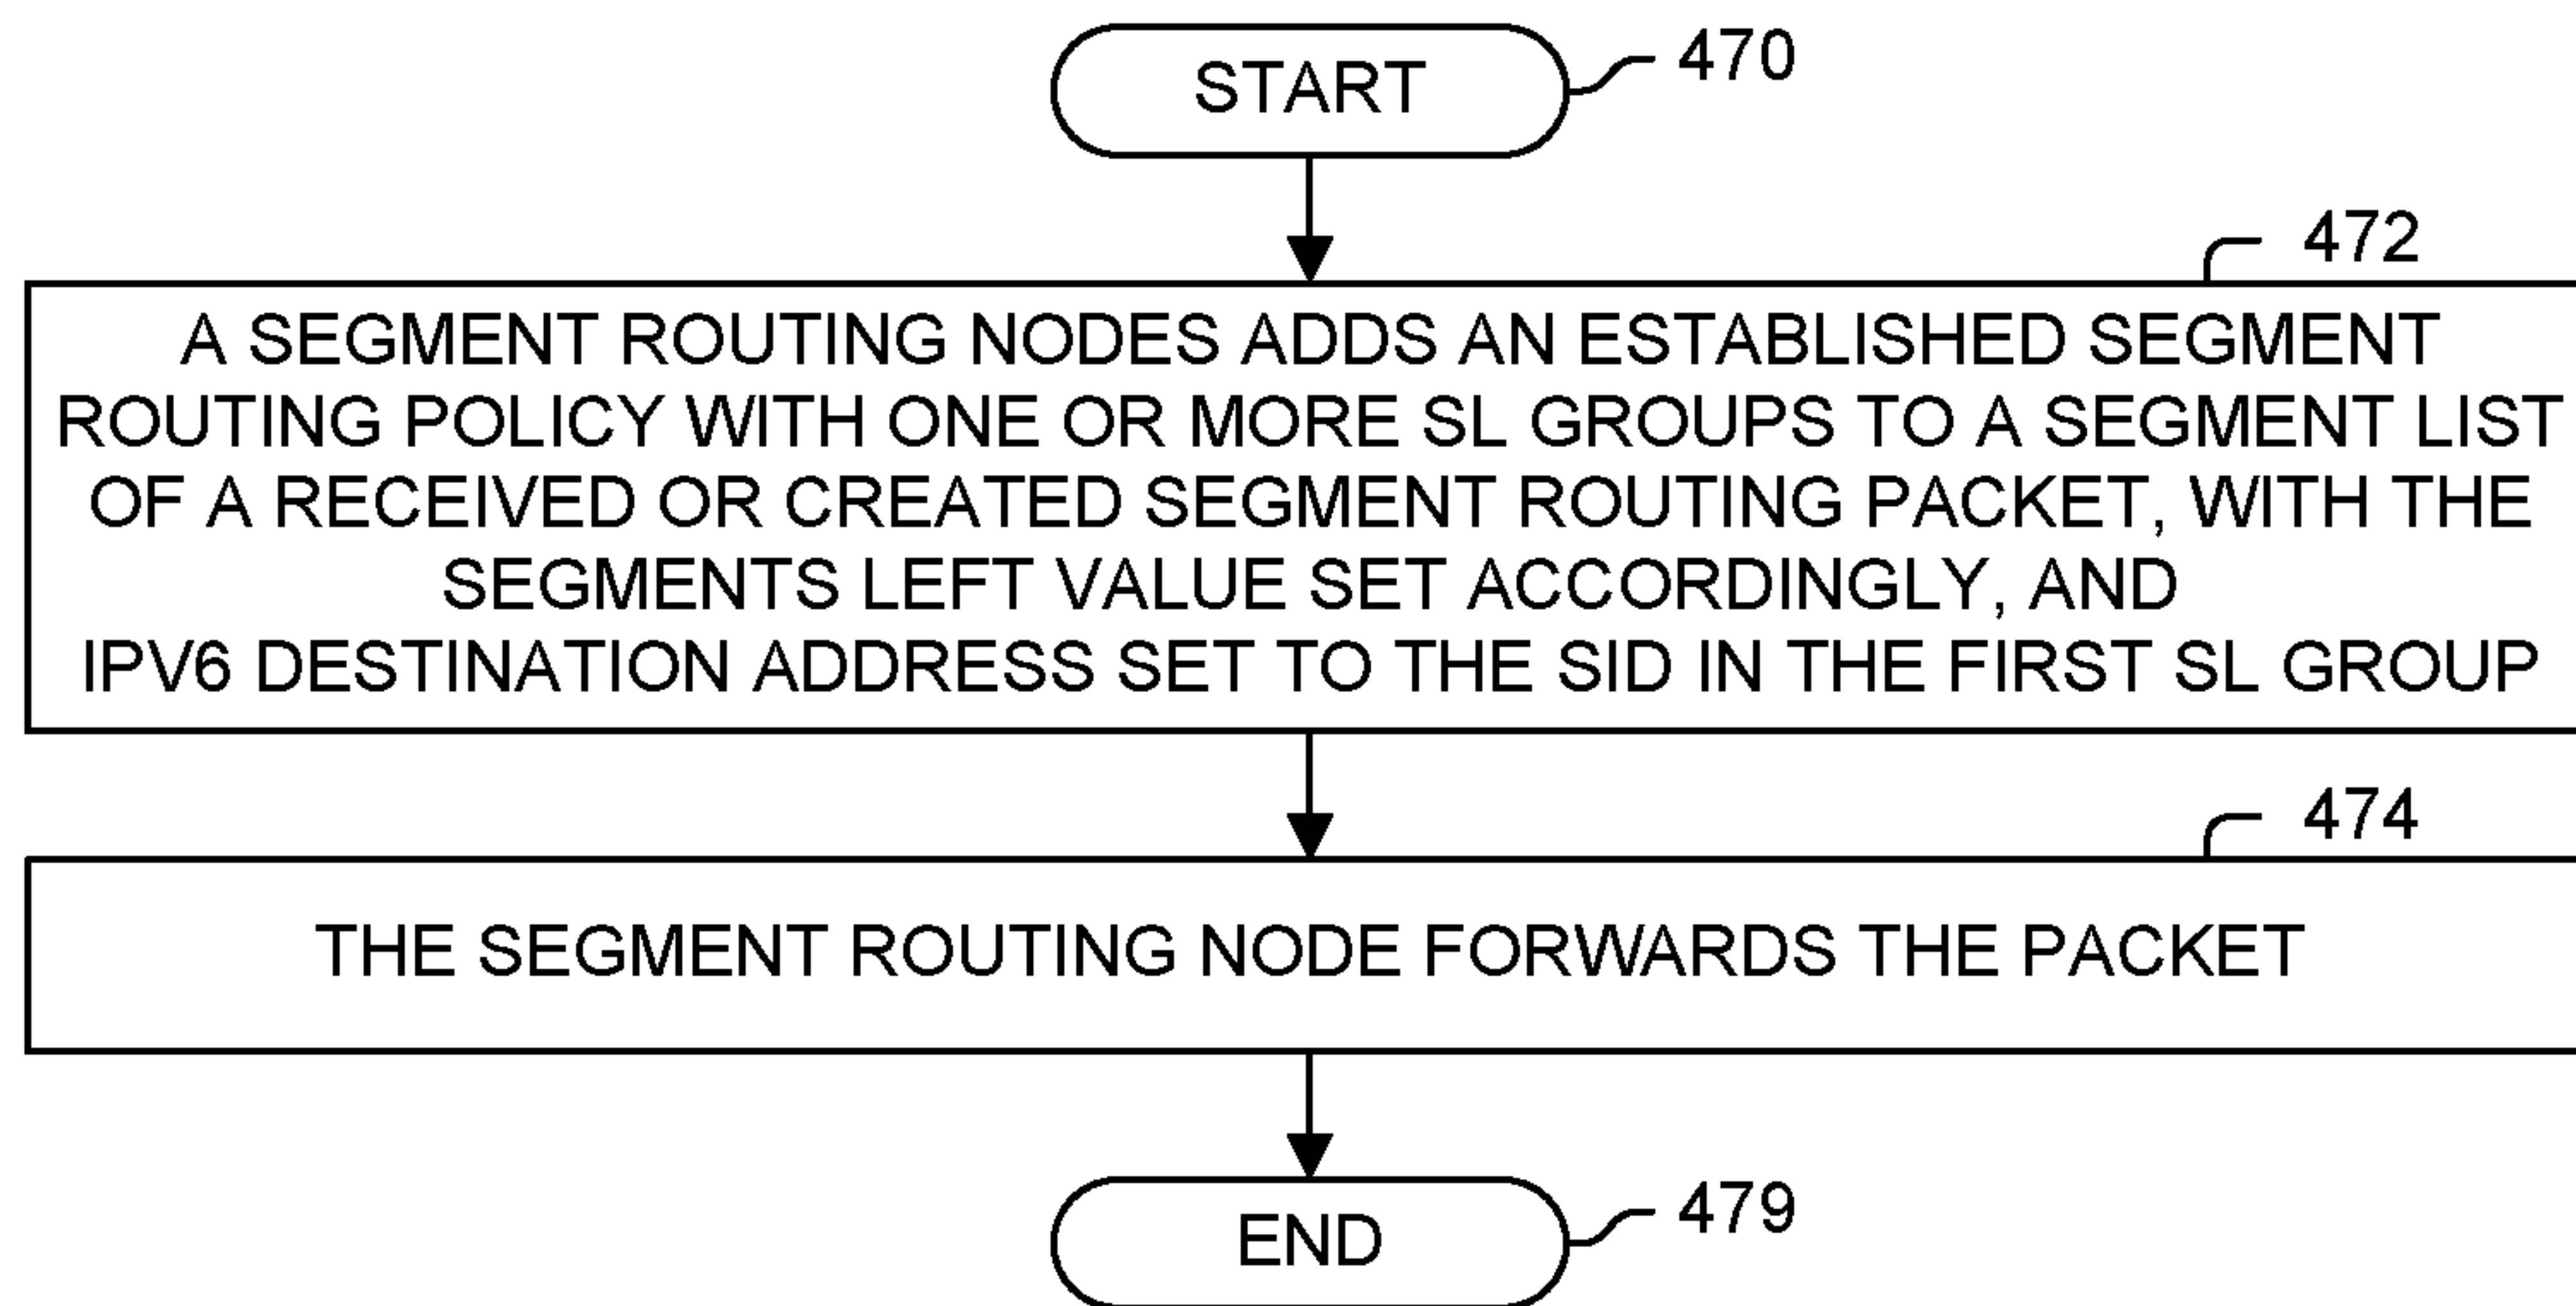 START
470
472
A SEGMENT ROUTING NODES ADDS AN ESTABLISHED SEGMENT
ROUTING POLICY WITH ONE OR MORE SL GROUPS TO A SEGMENT LIST
OF A RECEIVED OR CREATED SEGMENT ROUTING PACKET, WITH THE
SEGMENTS LEFT VALUE SET ACCORDINGLY, AND
IPV6 DESTINATION ADDRESS SET TO THE SID IN THE FIRST SL GROUP
474
THE SEGMENT ROUTING NODE FORWARDS THE PACKET
END
479